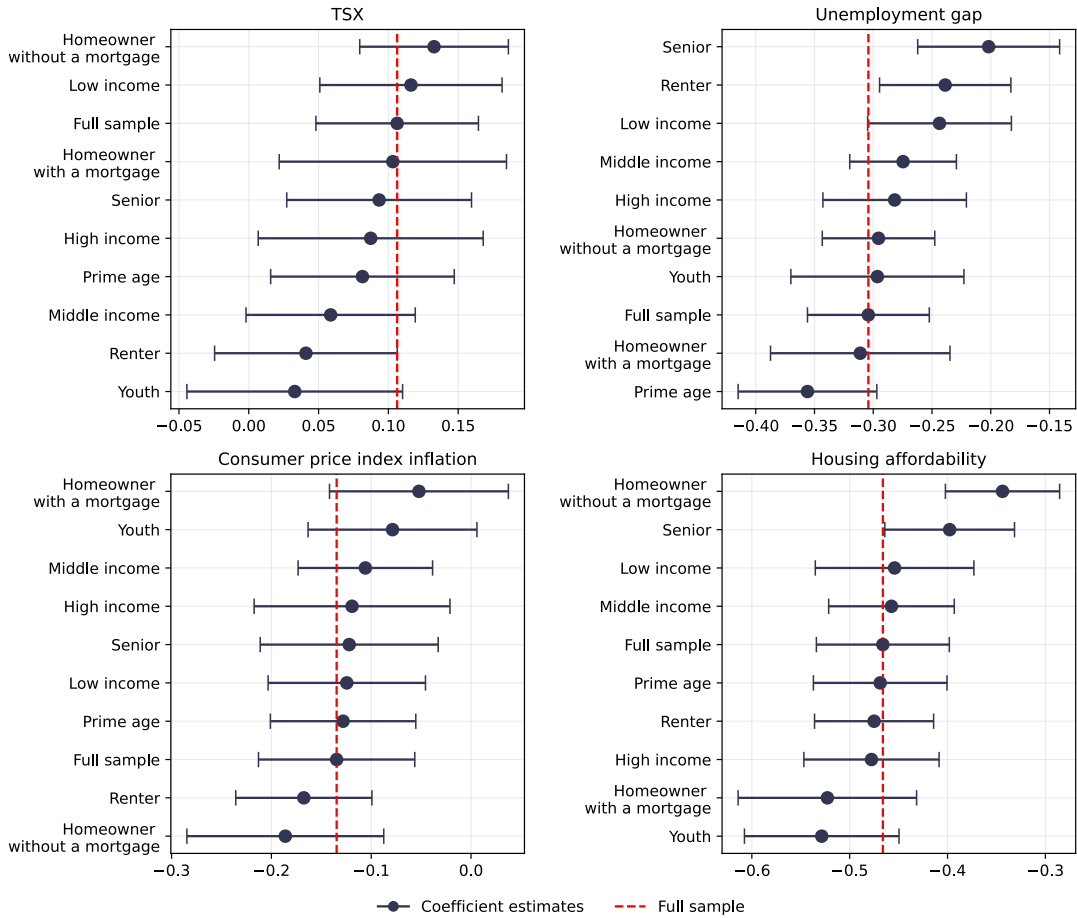 TSX
Homeowner
without a mortgage
Low income
Full sample
Homeowner
with a mortgage
Senior
High income
Prime age
Middle income
Renter
Youth
−0.05
0.00
0.05
0.10
0.15
Unemployment gap
Senior
Renter
Low income
Middle income
High income
Homeowner
without a mortgage
Youth
Full sample
Homeowner
with a mortgage
Prime age
−0.40
−0.35
−0.30
−0.25
−0.20
−0.15
Consumer price index inflation
Homeowner
with a mortgage
Youth
Middle income
High income
Senior
Low income
Prime age
Full sample
Renter
Homeowner
without a mortgage
−0.3
−0.2
−0.1
0.0
Housing affordability
Homeowner
without a mortgage
Senior
Low income
Middle income
Full sample
Prime age
Renter
High income
Homeowner
with a mortgage
Youth
−0.6
−0.5
−0.4
−0.3
Coefficient estimates
Full sample